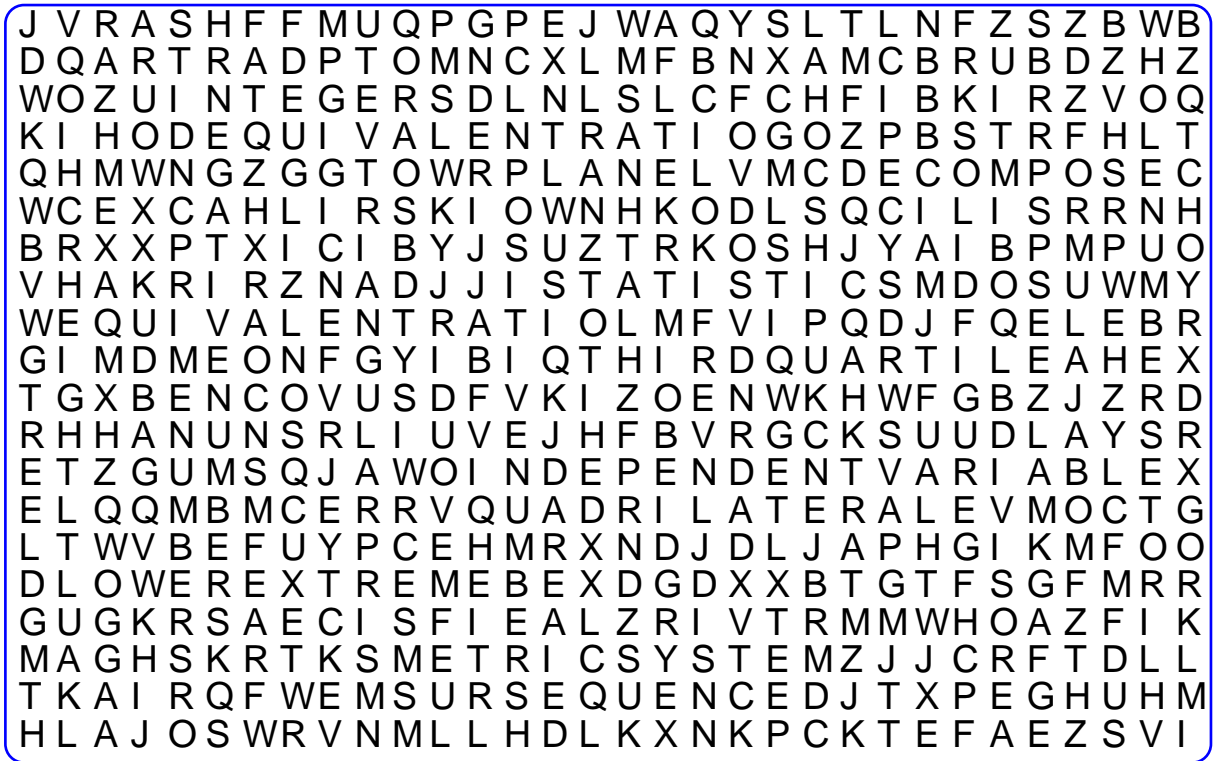 J V R A S H F F M U Q P G P E J W A Q Y S L T L N F Z S Z B W B
D Q A R T R A D P T O M N C X L M F B N X A M C B R U B D Z H Z
W O Z U I N T E G E R S D L N L S L C F C H F I B K I R Z V O Q
K I H O D E Q U I V A L E N T R A T I O G O Z P B S T R F H L T
Q H M W N G Z G G T O W R P L A N E L V M C D E C O M P O S E C
W C E X C A H L I R S K I O W N H K O D L S Q C I L I S R R N H
B R X X P T X I C I B Y J S U Z T R K O S H J Y A I B P M P U O
V H A K R I R Z N A D J J I S T A T I S T I C S M D O S U W M Y
W E Q U I V A L E N T R A T I O L M F V I P Q D J F Q E L E B R
G I M D M E O N F G Y I B I Q T H I R D Q U A R T I L E A H E X
T G X B E N C O V U S D F V K I Z O E N W K H W F G B Z J Z R D
R H H A N U N S R L I U V E J H F B V R G C K S U U D L A Y S R
E T Z G U M S Q J A W O I N D E P E N D E N T V A R I A B L E X
E L Q Q M B M C E R R V Q U A D R I L A T E R A L E V M O C T G
L T W V B E F U Y P C E H M R X N D J D L J A P H G I K M F O O
D L O W E R E X T R E M E B E X D G D X X B T G T F S G F M R R
G U G K R S A E C I S F I E A L Z R I V T R M M W H O A Z F I K
M A G H S K R T K S M E T R I C S Y S T E M Z J J C R F T D L L
T K A I R Q F W E M S U R S E Q U E N C E D J T X P E G H U H M
H L A J O S W R V N M L L H D L K X N K P C K T E F A E Z S V I